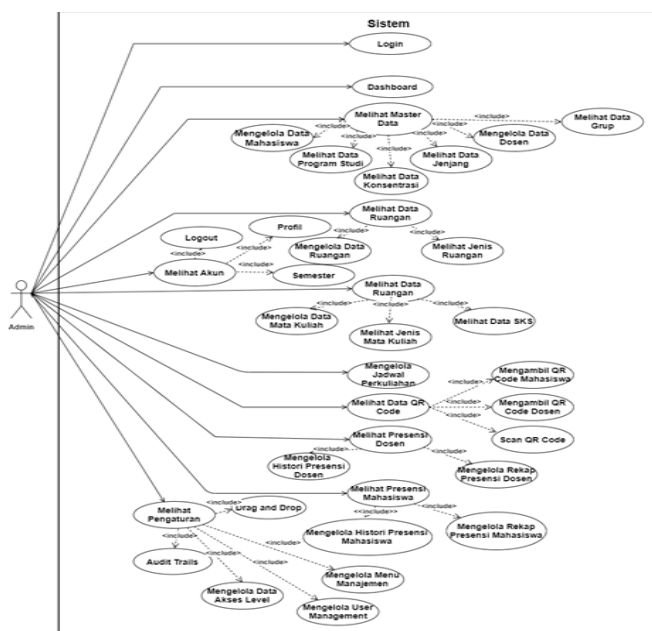 Sistem
Login
Dashboard
Melihat Master
Data
Melihat Data
Grup
<include>
<include>
<include>
<include>
<include>
<include>
Mengelola Data
Mahasiswa
Mengelola Data
Dosen
Melihat Data
Program Studi
Melihat Data
Jenjang
Melihat Data
Konsentrasi
Melihat Data
Ruangan
Profil
Logout
<include>
<include>
<include>
<include>
Mengelola Data
Ruangan
Melihat Jenis
Ruangan
Melihat Akun
<include>
Semester
Admin
Melihat Data
Ruangan
<include>
<include>
<include>
Mengelola Data
Mata Kuliah
Melihat Data SKS
Melihat Jenis
Mata Kuliah
Mengelola
Jadwal
Perkuliahan
Mengambil QR
Code Mahasiswa
<include>
Melihat Data QR
Code
<include>
Mengambil QR
Code Dosen
<include>
Scan QR Code
Melihat Presensi
Dosen
<include>
<include>
Mengelola
Histori Presensi
Dosen
Mengelola Rekap
Presensi Dosen
Melihat Presensi
Mahasiswa
<<include>>
<include>
Mengelola Histori Presensi
Mahasiswa
Mengelola Rekap
Presensi Mahasiswa
Melihat
Pengaturan
<include>
Drag and Drop
<include>
<include>
<include>
<include>
Audit Trails
Mengelola Menu
Manajemen
Mengelola Data
Akses Level
Mengelola User
Management